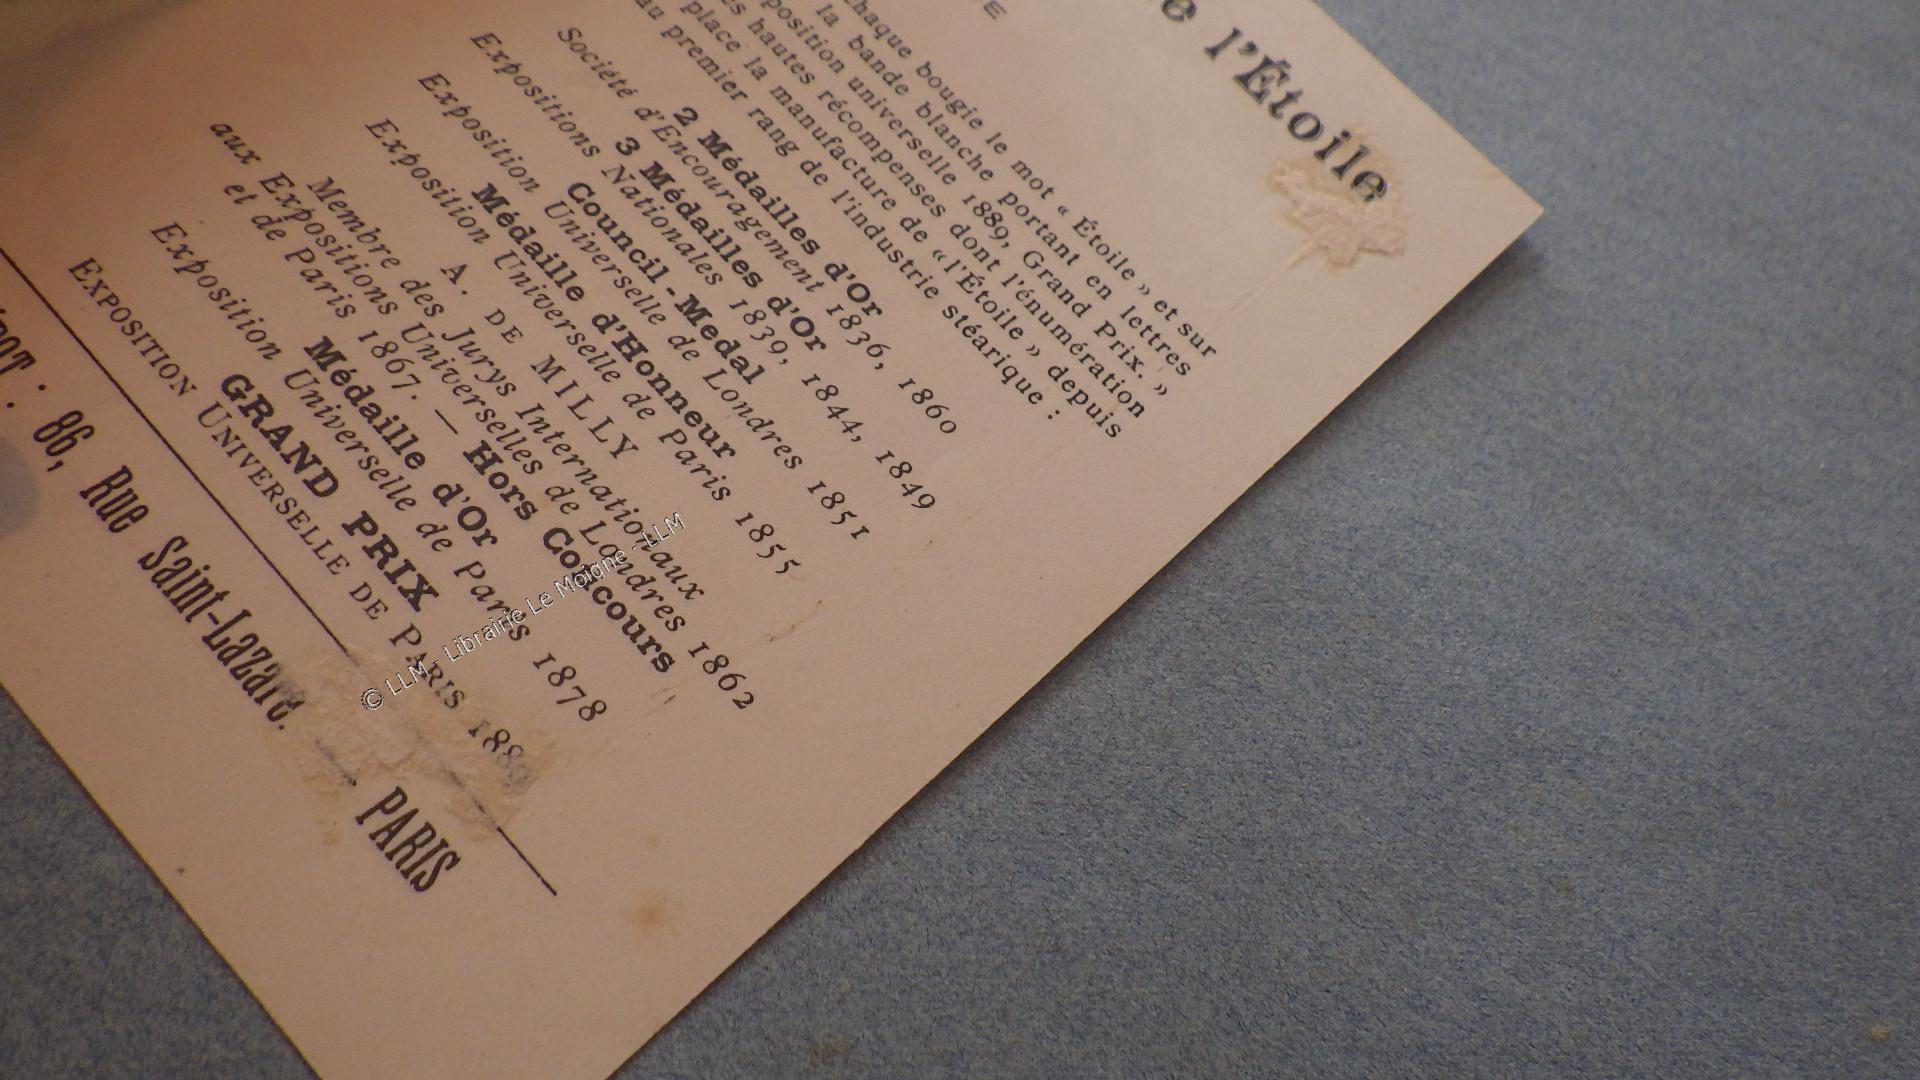 e l'Étoile
chaque bougie le mot « Étoile » et sur
la bande blanche portant en lettres
position universelle 1889, Grand Prix. »
es hautes récompenses dont l'énumération
place la manufacture de « l'Étoile » depuis
au premier rang de l'industrie stéarique :
2 Médailles d'Or
Société d'Encouragement 1836, 1860
3 Médailles d'Or
Expositions Nationales 1839, 1844, 1849
Council-Medal
Exposition Universelle de Londres 1851
Médaille d'Honneur
Exposition Universelle de Paris 1855
A. DE MILLY
Membre des Jurys Internationaux
aux Expositions Universelles de Londres 1862
et de Paris 1867. — Hors Concours
Médaille d'Or
Exposition Universelle de Paris 1878
GRAND PRIX
EXPOSITION UNIVERSELLE DE PARIS 1889
: 86, Rue Saint-Lazare. — PARIS
© LLM - Librairie Le Moigne - LLM